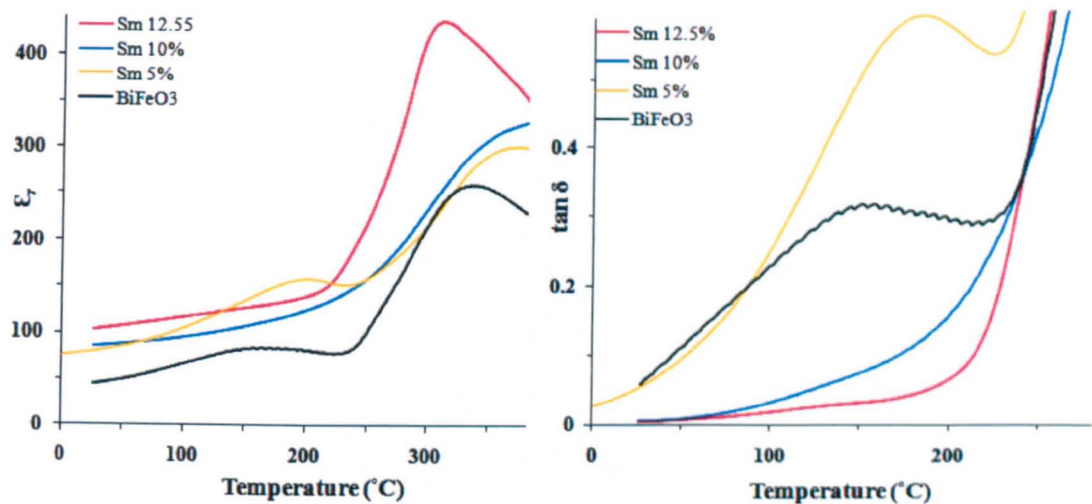 Sm 12.55
Sm 10%
Sm 5%
BiFeO3
400
300
200
100
0
εr
0
100
200
300
Temperature (˚C)
Sm 12.5%
Sm 10%
Sm 5%
BiFeO3
0.4
0.2
0
tan δ
0
100
200
Temperature (˚C)